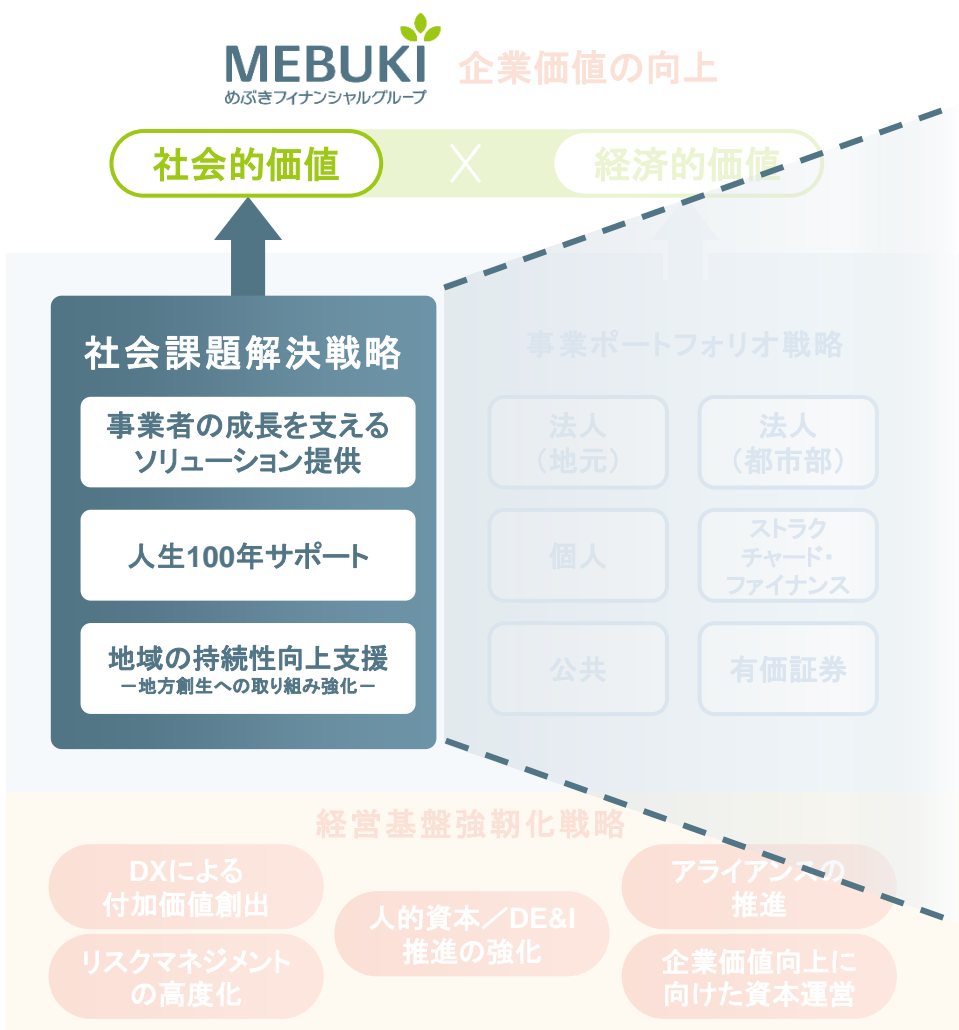 MEBUKI
めぶきフィナンシャルグループ
企業価値の向上
社会的価値
×
経済的価値
社会課題解決戦略
事業者の成長を支える
ソリューション提供
人生100年サポート
地域の持続性向上支援
－地方創生への取り組み強化－
事業ポートフォリオ戦略
法人
（地元）
法人
（都市部）
個人
ストラク
チャード・
ファイナンス
公共
有価証券
経営基盤強靭化戦略
DXによる
付加価値創出
リスクマネジメント
の高度化
人的資本／DE&I
推進の強化
アライアンスの
推進
企業価値向上に
向けた資本運営